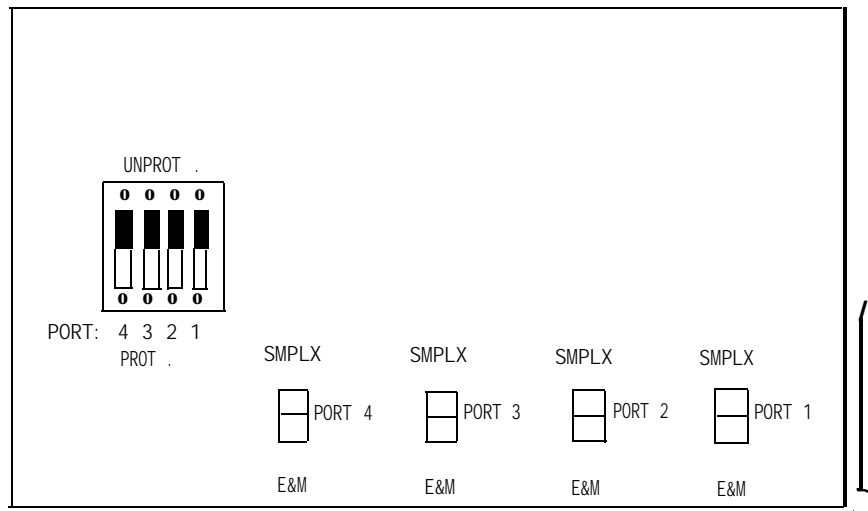 UNPROT .
0 0 0 0
0 0 0 0
PORT: 4 3 2 1
PROT .
SMPLX SMPLX SMPLX SMPLX
PORT 4 PORT 3 PORT 2 PORT 1
E&M E&M E&M E&M